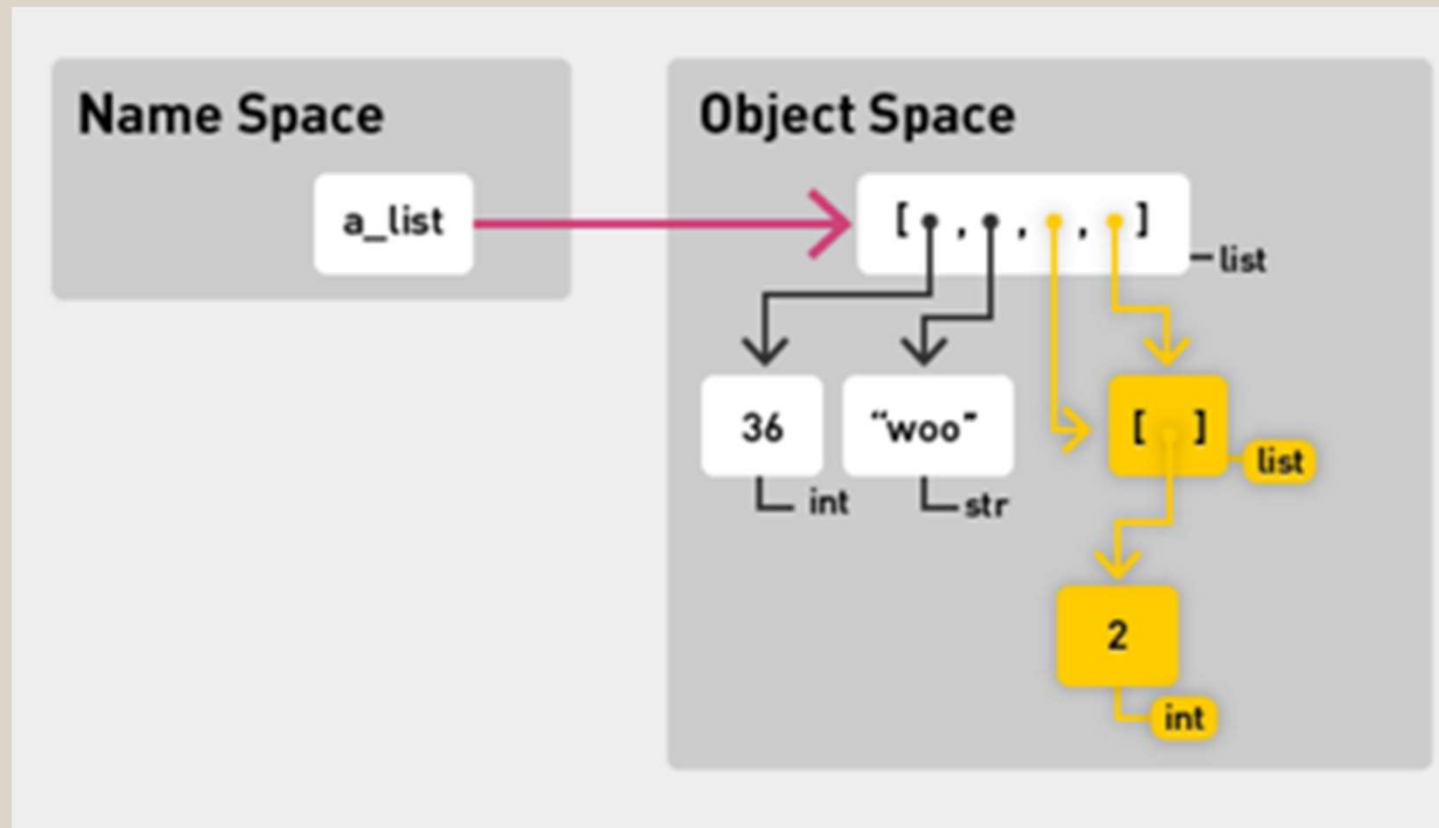 Name Space
Object Space
a_list
[ , , , ]
list
36
“woo”
[ ]
list
int
str
2
int